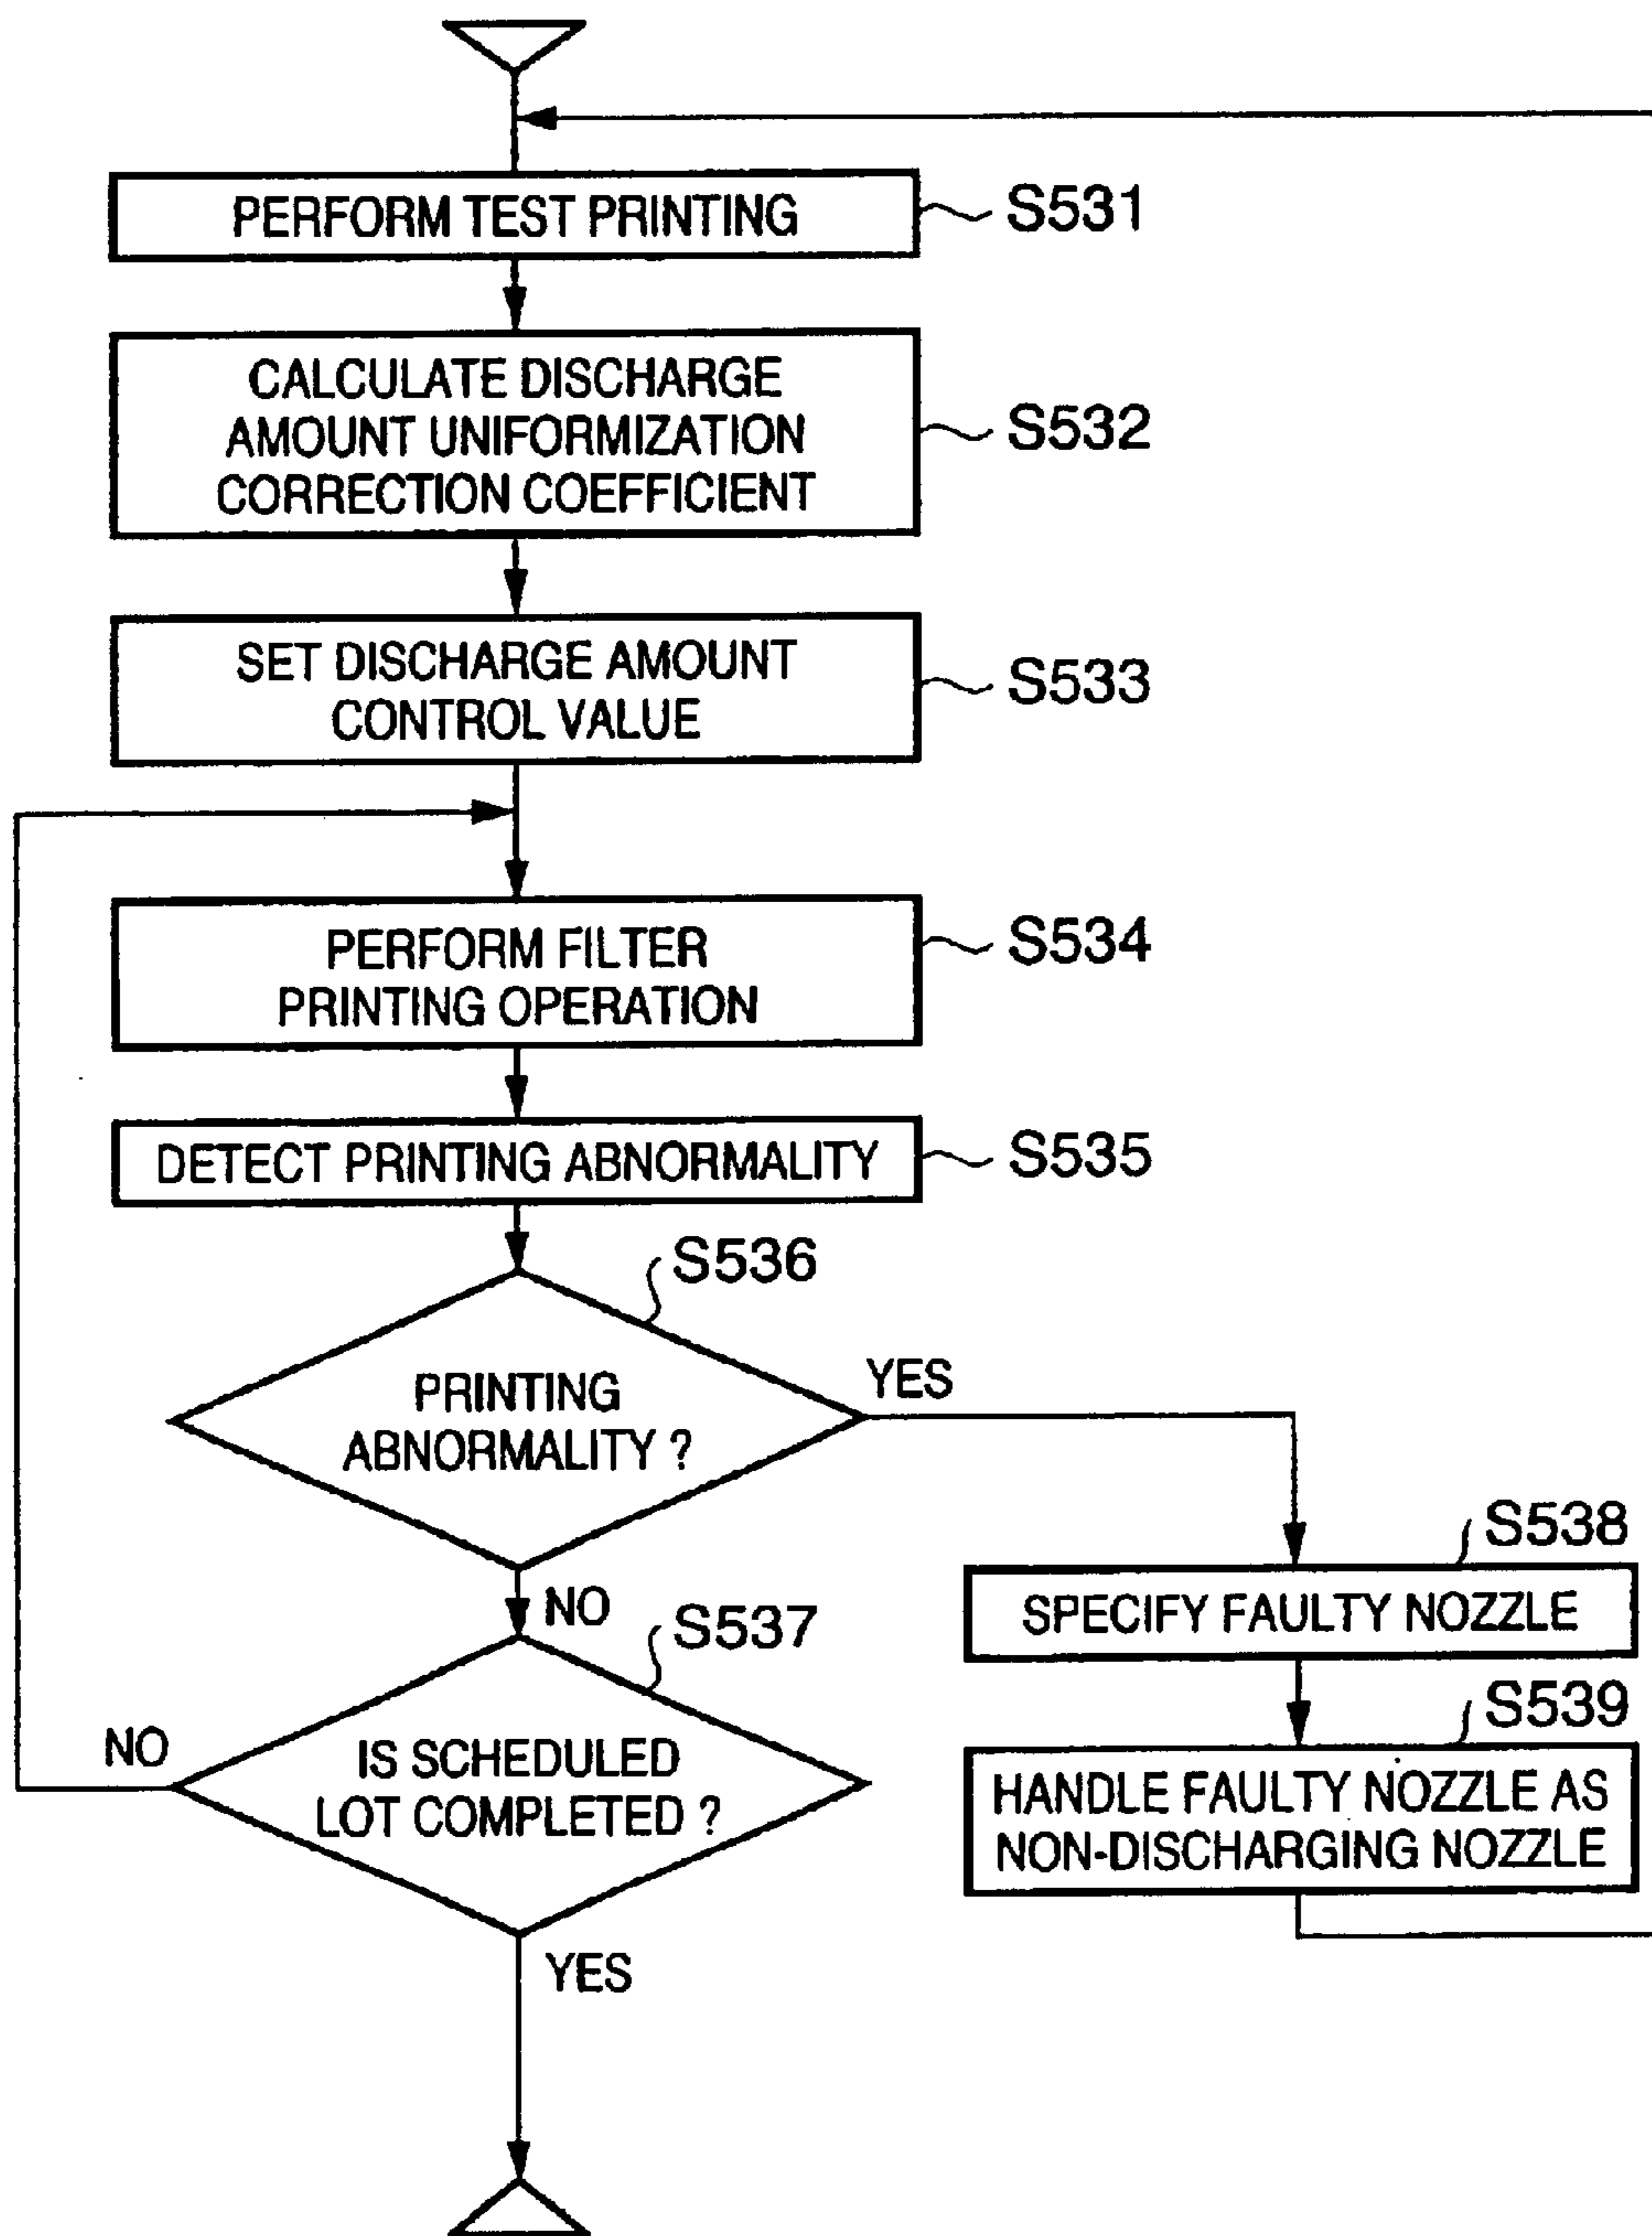 PERFORM TEST PRINTING
S531
CALCULATE DISCHARGE
AMOUNT UNIFORMIZATION
CORRECTION COEFFICIENT
S532
SET DISCHARGE AMOUNT
CONTROL VALUE
S533
PERFORM FILTER
PRINTING OPERATION
S534
DETECT PRINTING ABNORMALITY
S535
S536
PRINTING
ABNORMALITY ?
YES
NO
S537
IS SCHEDULED
LOT COMPLETED ?
NO
YES
S538
SPECIFY FAULTY NOZZLE
S539
HANDLE FAULTY NOZZLE AS
NON-DISCHARGING NOZZLE